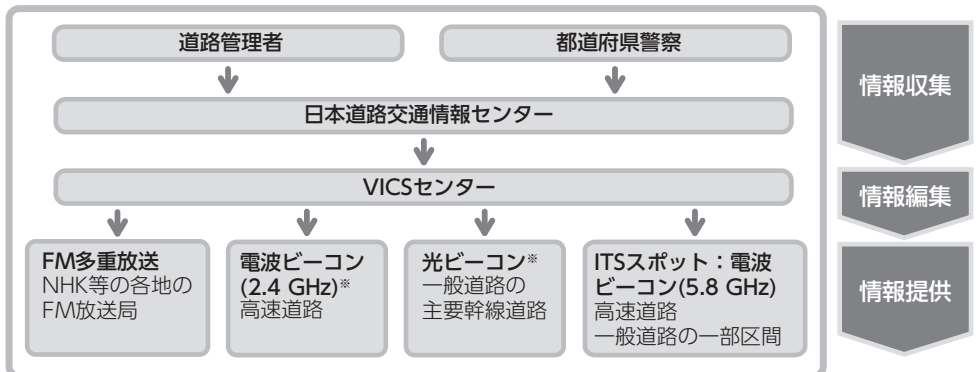 道路管理者
都道府県警察
日本道路交通情報センター
VICSセンター
FM多重放送
NHK等の各地の
FM放送局
電波ビーコン
(2.4 GHz)※
高速道路
光ビーコン※
一般道路の
主要幹線道路
ITSスポット：電波
ビーコン(5.8 GHz)
高速道路
一般道路の一部区間
情報収集
情報編集
情報提供